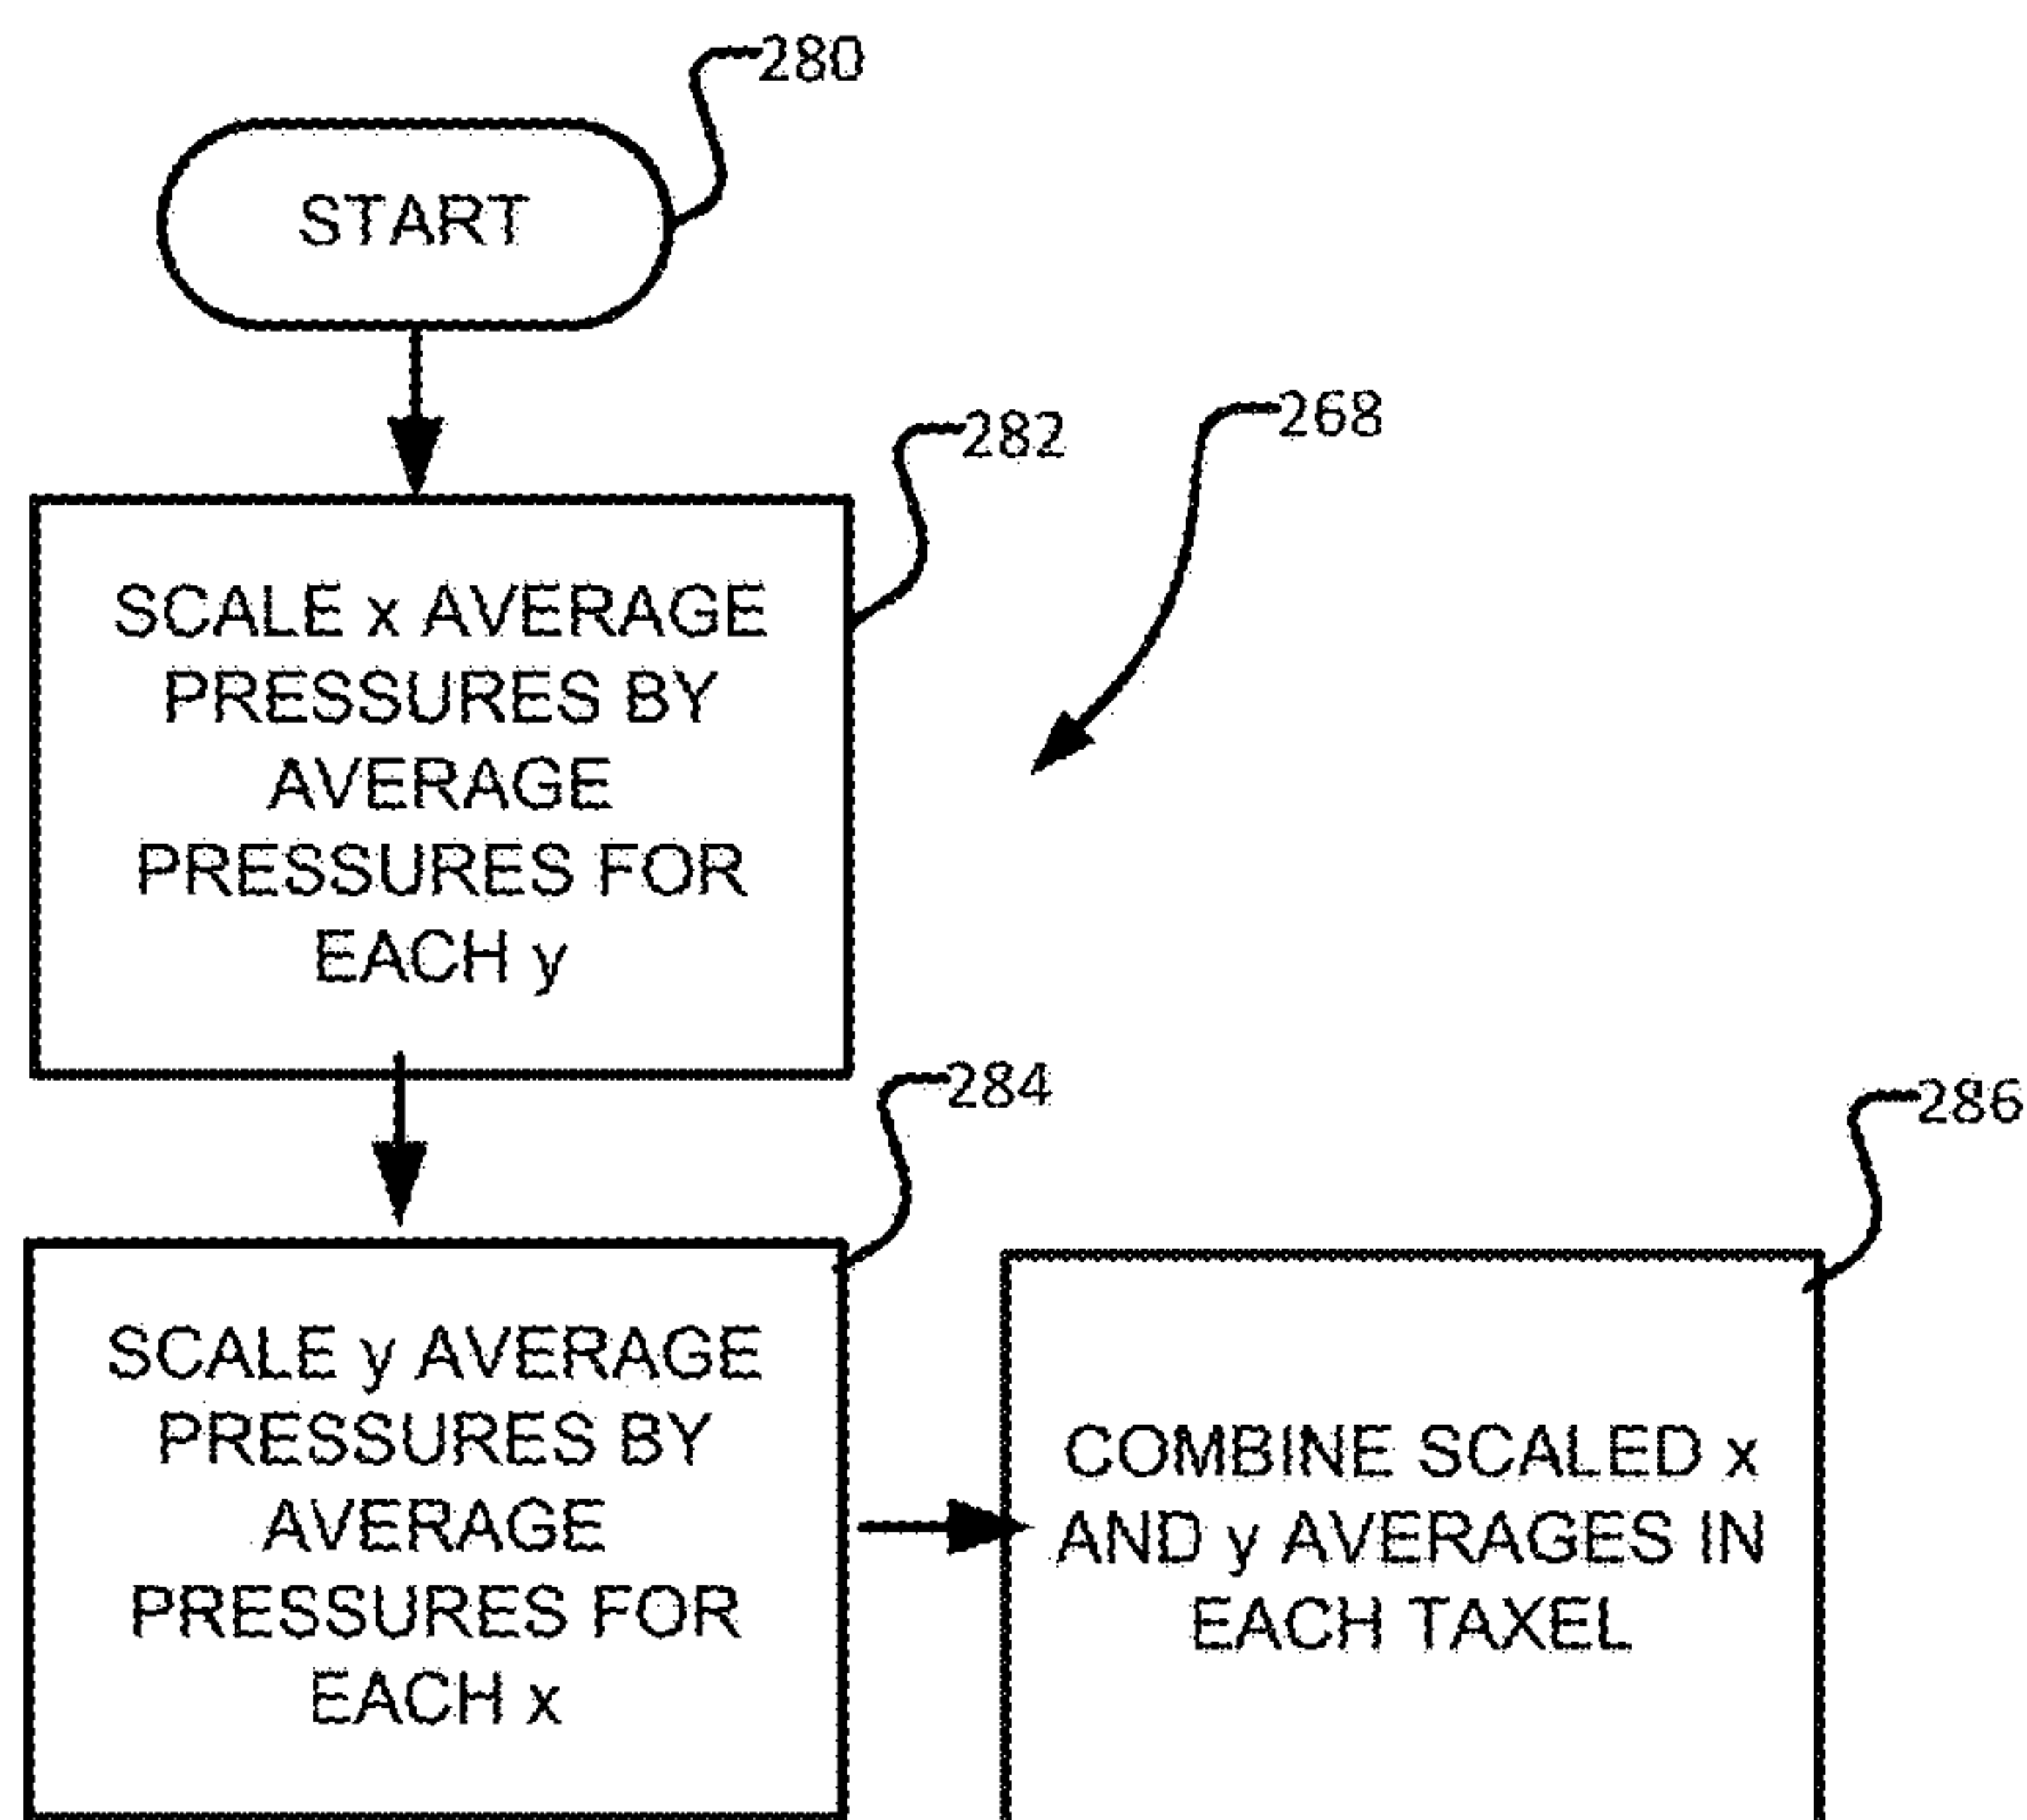 280
START
282
268
SCALE x AVERAGE
PRESSURES BY
AVERAGE
PRESSURES FOR
EACH y
284
286
SCALE y AVERAGE
PRESSURES BY
AVERAGE
PRESSURES FOR
EACH x
COMBINE SCALED x
AND y AVERAGES IN
EACH TAXEL